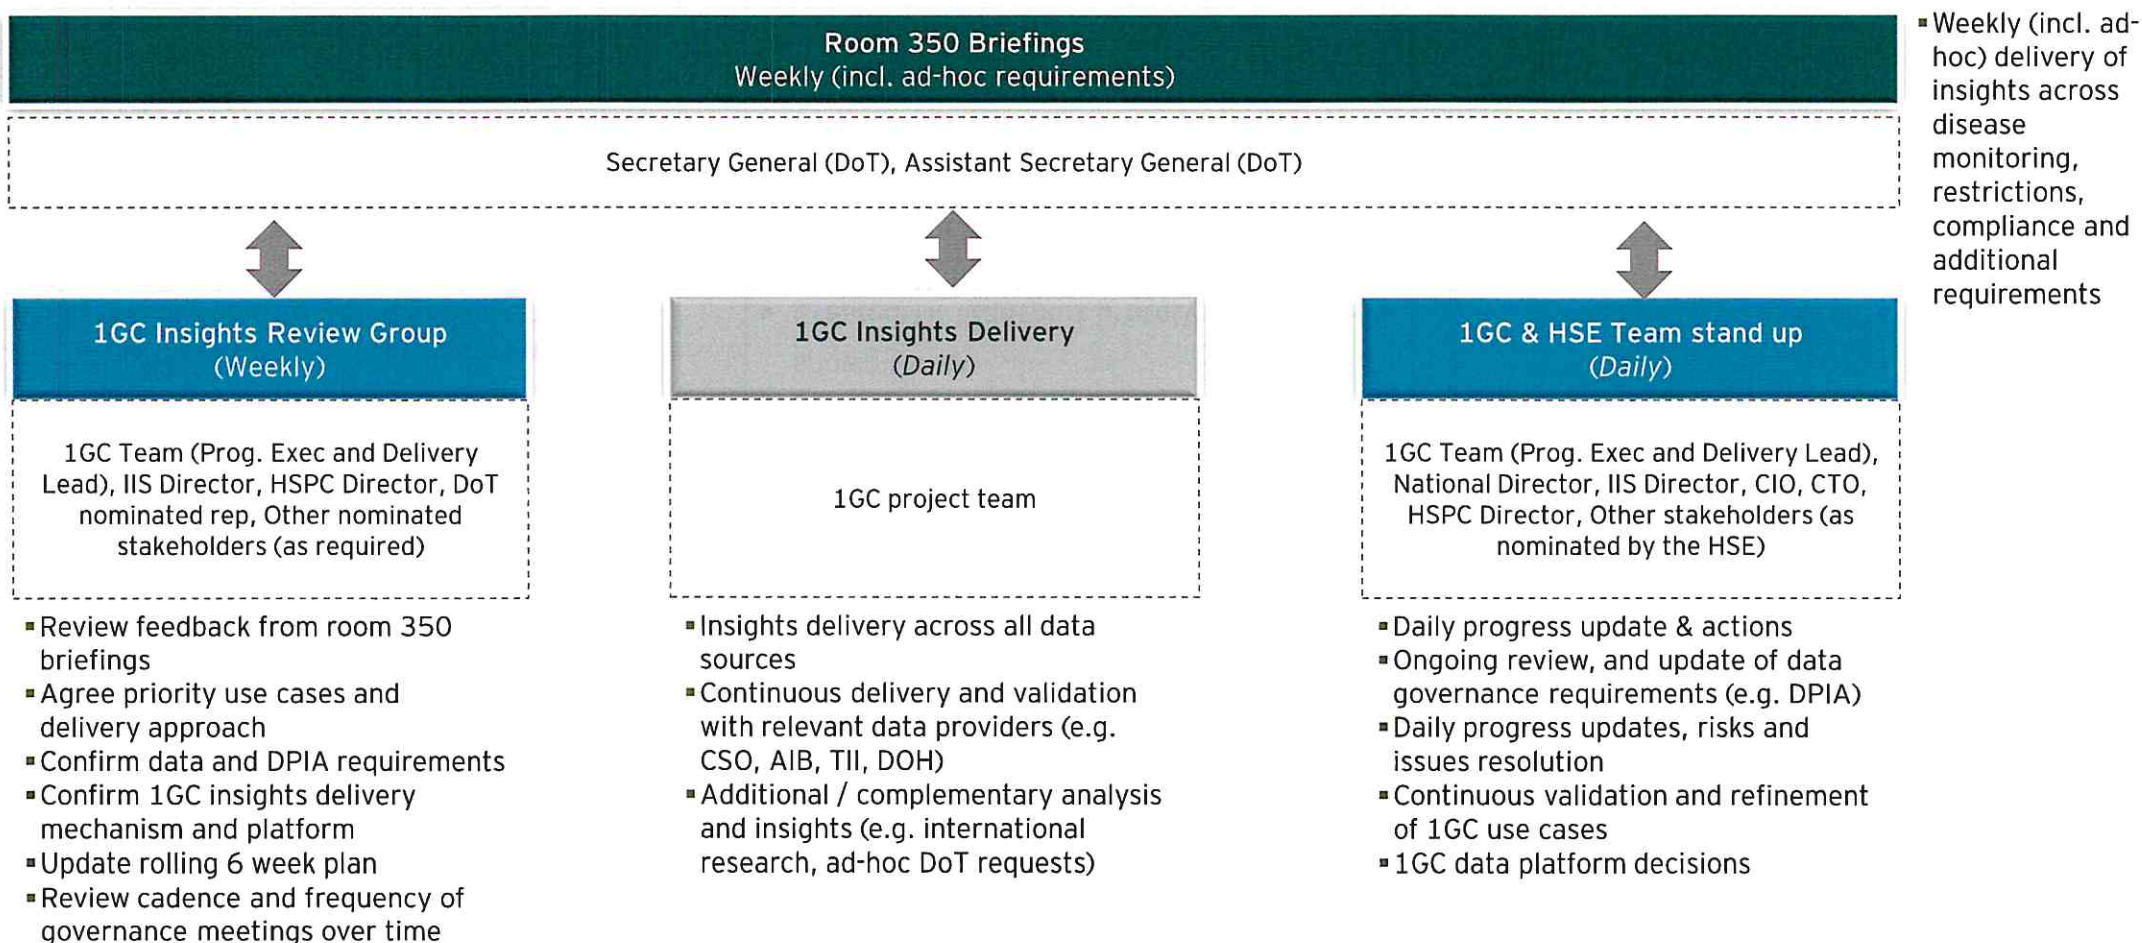 Room 350 Briefings
Weekly (incl. ad-hoc requirements)
Secretary General (DoT), Assistant Secretary General (DoT)
▪ Weekly (incl. ad-
hoc) delivery of
insights across
disease
monitoring,
restrictions,
compliance and
additional
requirements
1GC Insights Review Group
(Weekly)
1GC Team (Prog. Exec and Delivery
Lead), IIS Director, HSPC Director, DoT
nominated rep, Other nominated
stakeholders (as required)
▪ Review feedback from room 350
briefings
▪ Agree priority use cases and
delivery approach
▪ Confirm data and DPIA requirements
▪ Confirm 1GC insights delivery
mechanism and platform
▪ Update rolling 6 week plan
▪ Review cadence and frequency of
governance meetings over time
1GC Insights Delivery
(Daily)
1GC project team
▪ Insights delivery across all data
sources
▪ Continuous delivery and validation
with relevant data providers (e.g.
CSO, AIB, TII, DOH)
▪ Additional / complementary analysis
and insights (e.g. international
research, ad-hoc DoT requests)
1GC & HSE Team stand up
(Daily)
1GC Team (Prog. Exec and Delivery Lead),
National Director, IIS Director, CIO, CTO,
HSPC Director, Other stakeholders (as
nominated by the HSE)
▪ Daily progress update & actions
▪ Ongoing review, and update of data
governance requirements (e.g. DPIA)
▪ Daily progress updates, risks and
issues resolution
▪ Continuous validation and refinement
of 1GC use cases
▪ 1GC data platform decisions